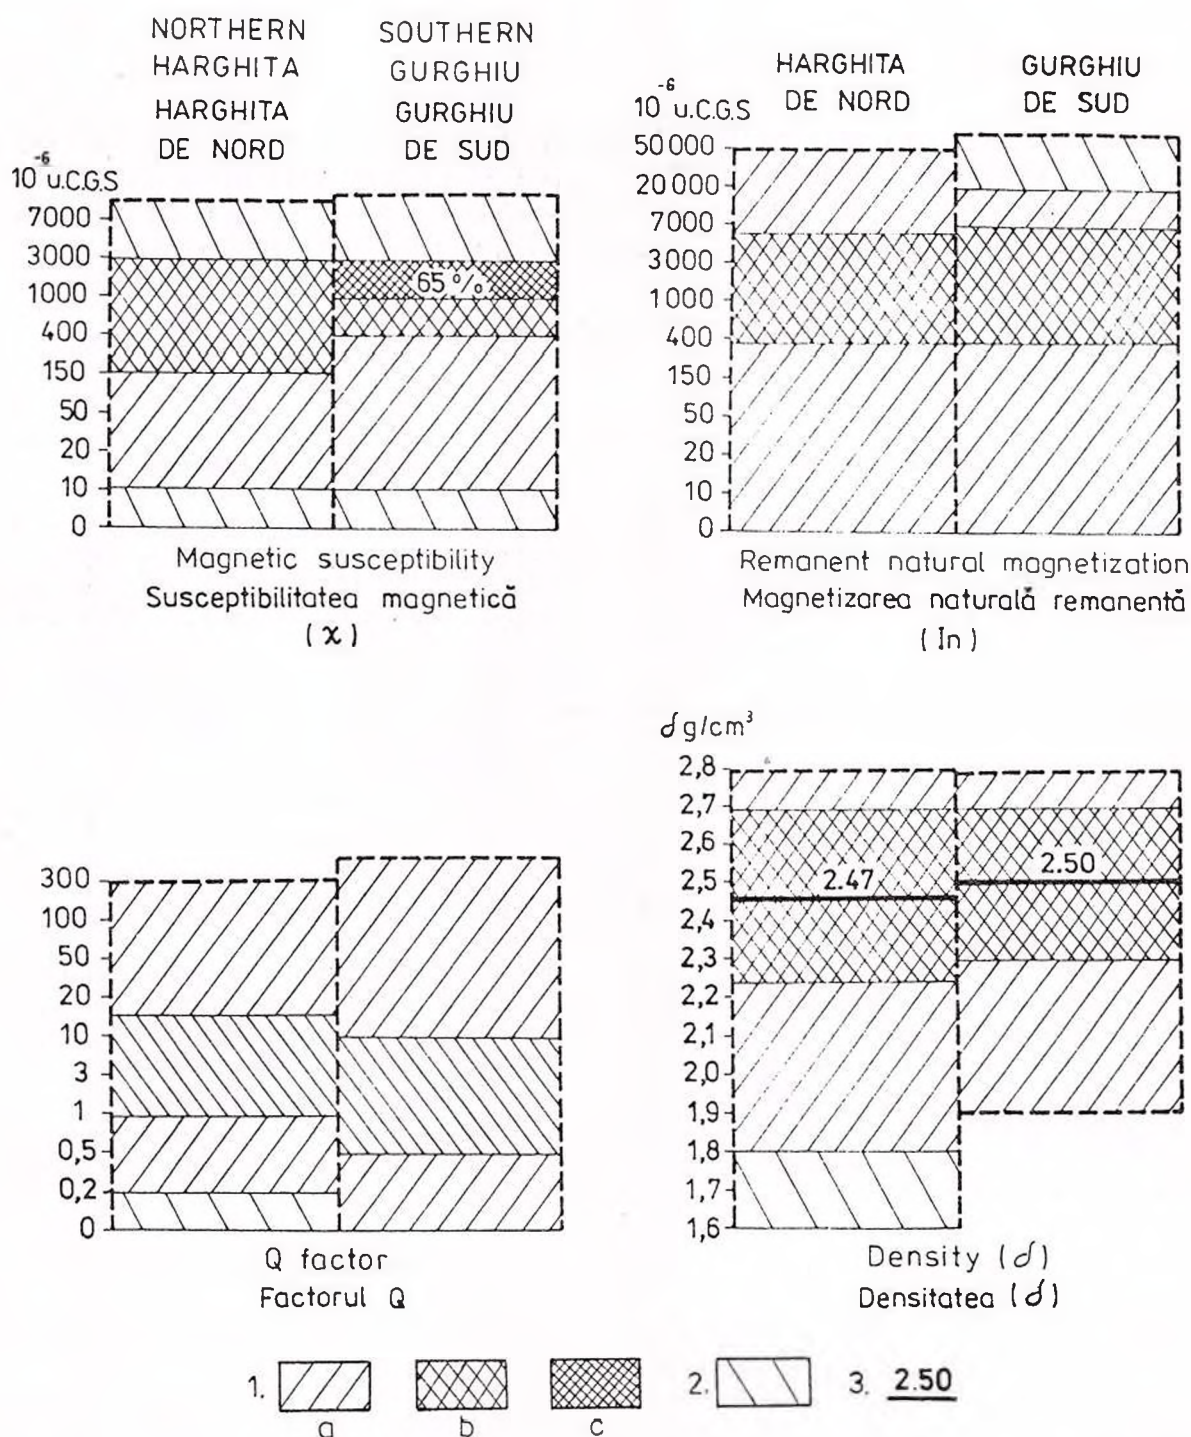 NORTHERN
HARGHITA
HARGHITA
DE NORD
SOUTHERN
GURGHIU
GURGHIU
DE SUD
10⁻⁶ u.C.G.S
7000
3000
1000
400
150
50
20
10
0
65 %
Magnetic susceptibility
Susceptibilitatea magnetică
(χ)
HARGHITA
DE NORD
GURGHIU
DE SUD
10⁻⁶ u.C.G.S
50 000
20 000
7000
3000
1 000
400
150
50
20
10
0
Remanent natural magnetization
Magnetizarea naturală remanentă
(In)
300
100
50
20
10
3
1
0,5
0,2
0
Q factor
Factorul Q
δ g/cm³
2,8
2,7
2,6
2,5
2,4
2,3
2,2
2,1
2,0
1,9
1,8
1,7
1,6
2.47
2.50
Density (δ)
Densitatea (δ)
1.
a
b
c
2.
3. 2.50